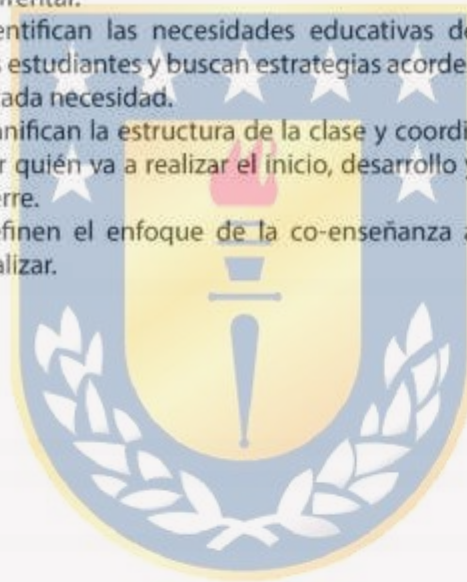 entifican las necesidades educativas de
s estudiantes y buscan estrategias acorde
ada necesidad.
anifican la estructura de la clase y coordi
r quién va a realizar el inicio, desarrollo y
erre.
efinen el enfoque de la co-enseñanza a
alizar.